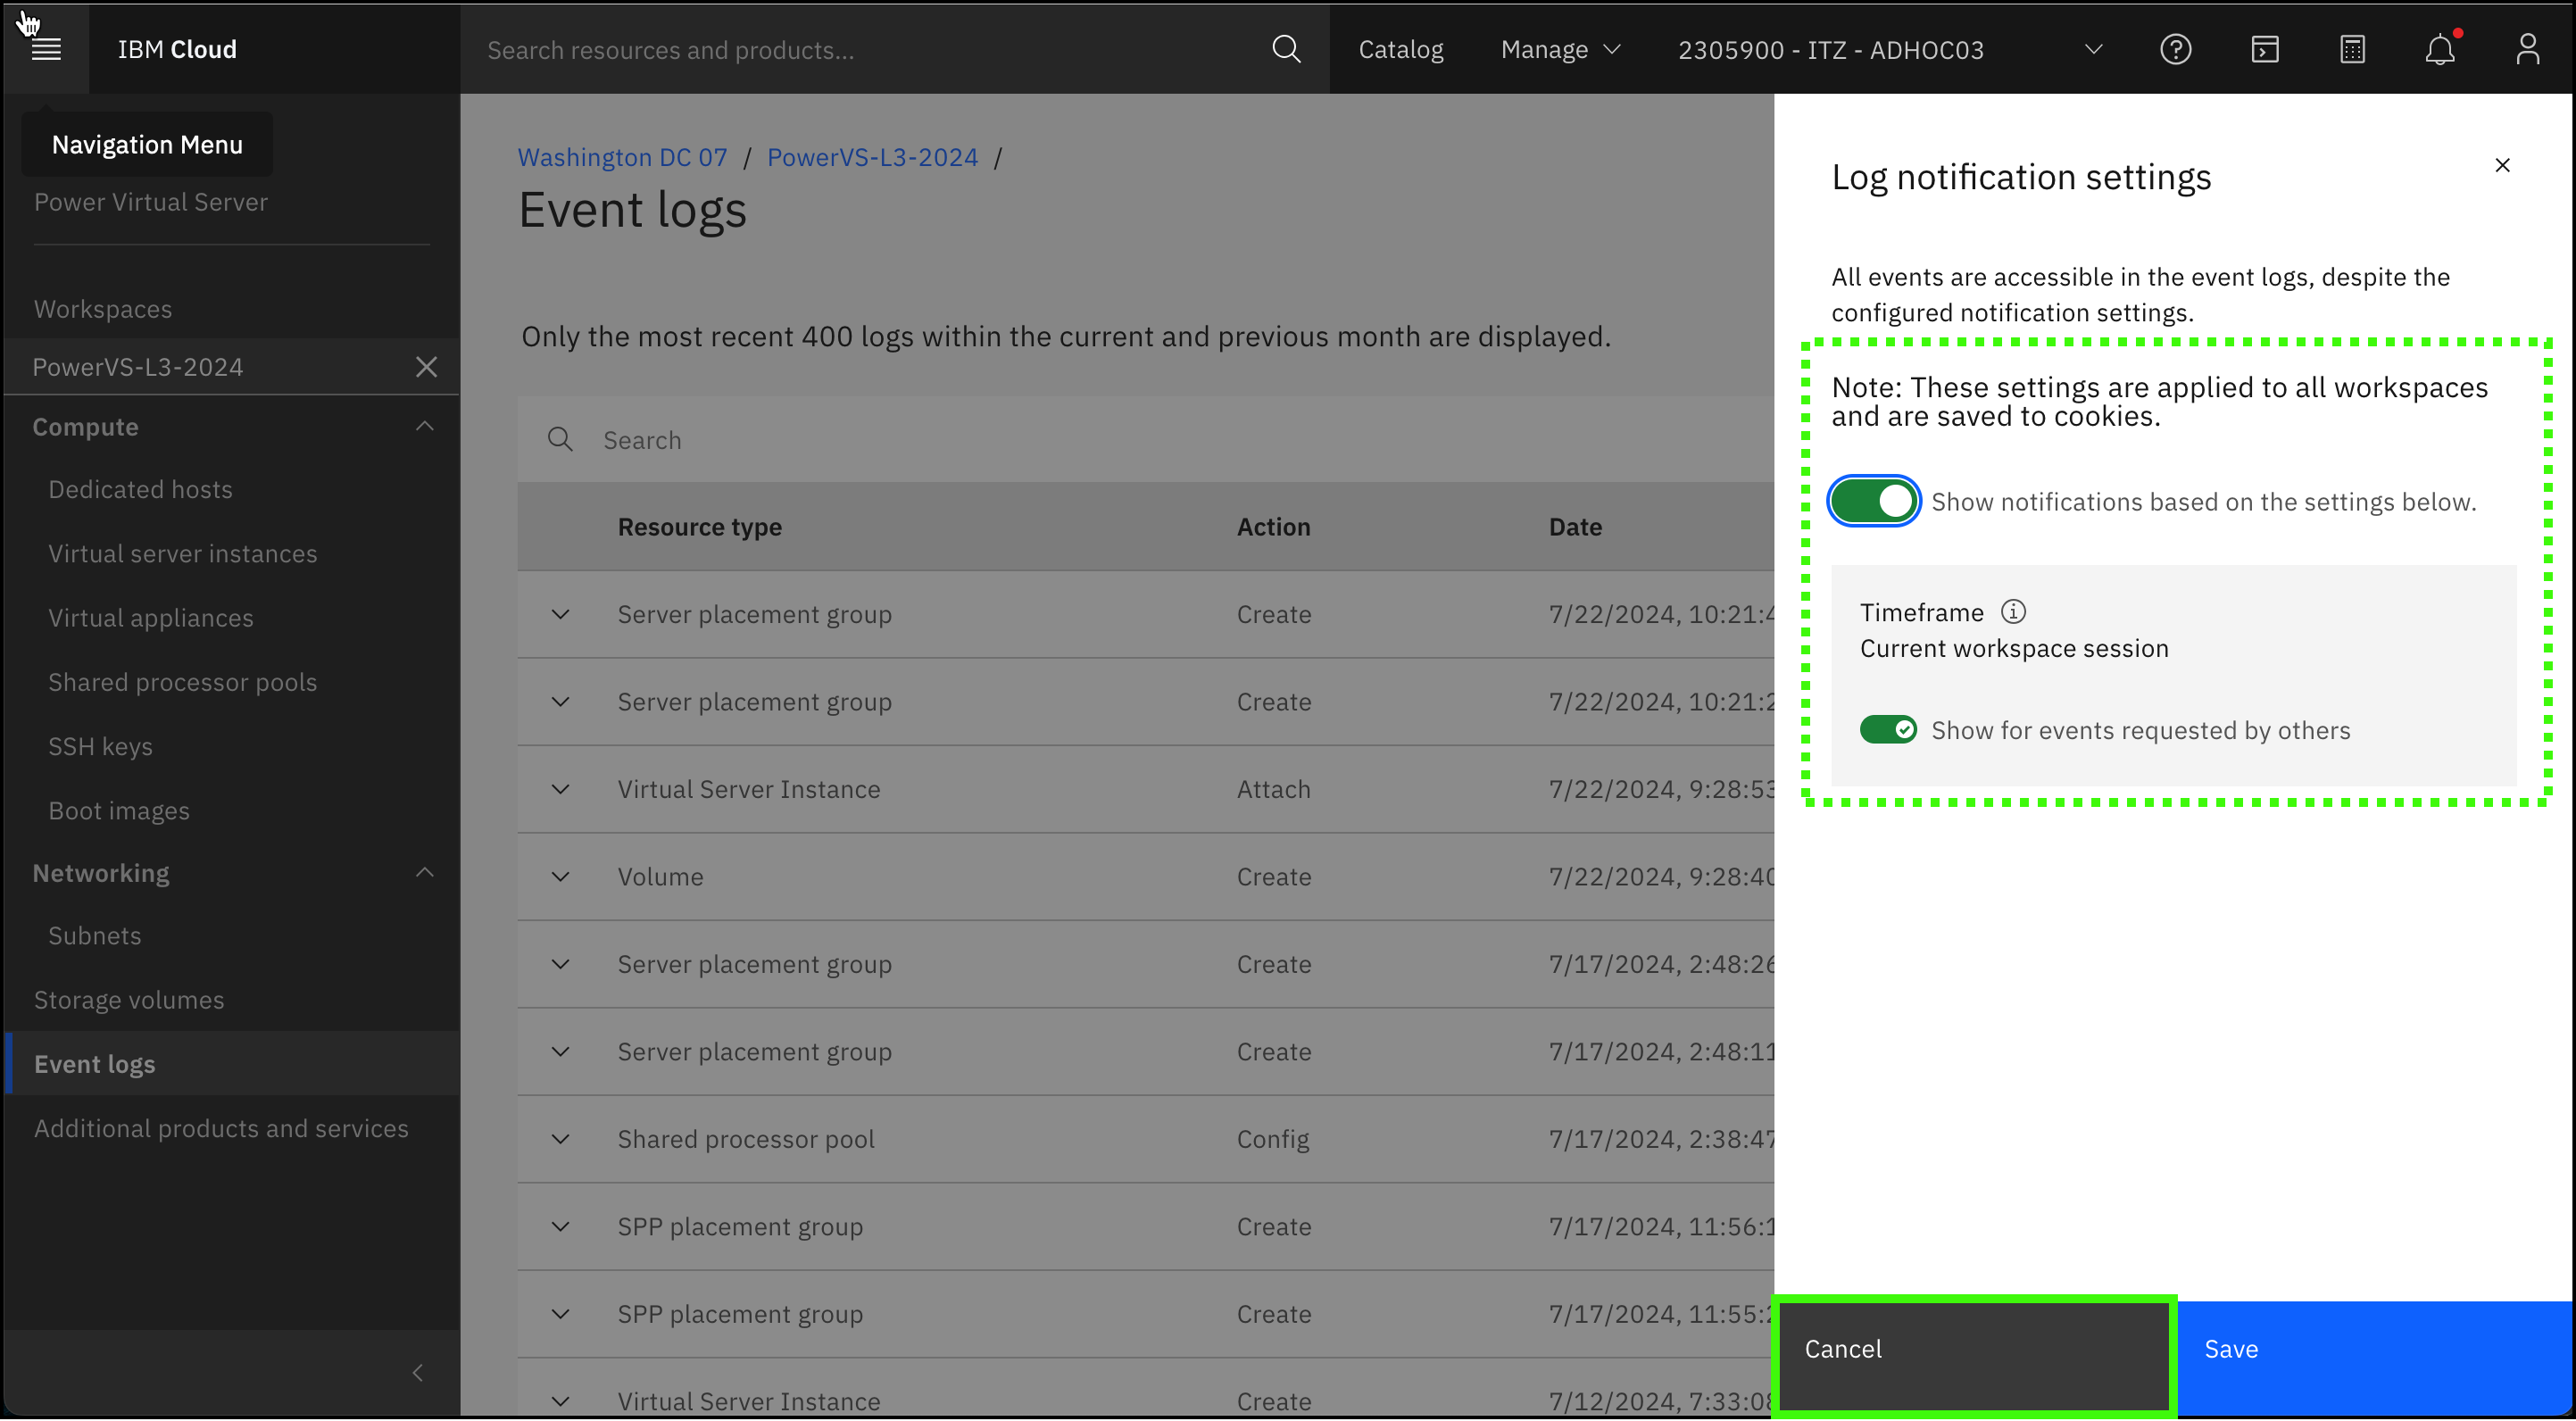 IBM Cloud
Search resources and products...
Catalog
Manage
2305900 - ITZ - ADHOC03
Navigation Menu
Power Virtual Server
Workspaces
PowerVS-L3-2024
Compute
Dedicated hosts
Virtual server instances
Virtual appliances
Shared processor pools
SSH keys
Boot images
Networking
Subnets
Storage volumes
Event logs
Additional products and services
Washington DC 07 / PowerVS-L3-2024 /
Event logs
Only the most recent 400 logs within the current and previous month are displayed.
Search
Resource type Action Date
Server placement group Create 7/22/2024, 10:21:4
Server placement group Create 7/22/2024, 10:21:2
Virtual Server Instance Attach 7/22/2024, 9:28:53
Volume Create 7/22/2024, 9:28:40
Server placement group Create 7/17/2024, 2:48:26
Server placement group Create 7/17/2024, 2:48:11
Shared processor pool Config 7/17/2024, 2:38:47
SPP placement group Create 7/17/2024, 11:56:1
SPP placement group Create 7/17/2024, 11:55:2
Virtual Server Instance Create 7/12/2024, 7:33:08
Log notification settings
All events are accessible in the event logs, despite the
configured notification settings.
Note: These settings are applied to all workspaces
and are saved to cookies.
Show notifications based on the settings below.
Timeframe
Current workspace session
Show for events requested by others
Cancel
Save